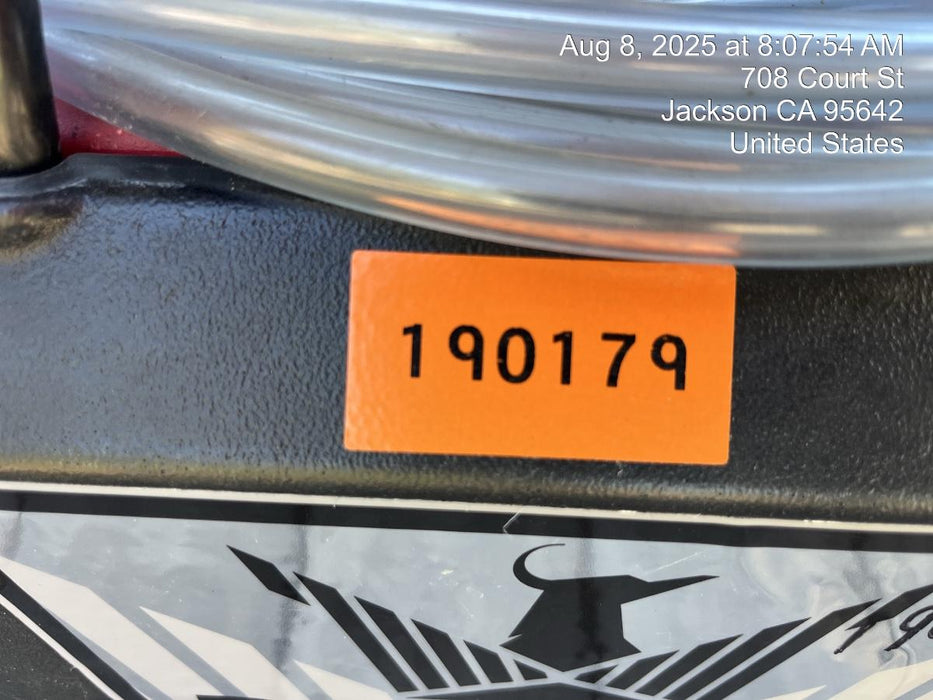 Aug 8, 2025 at 8:07:54 AM
708 Court St
Jackson CA 95642
United States
190179